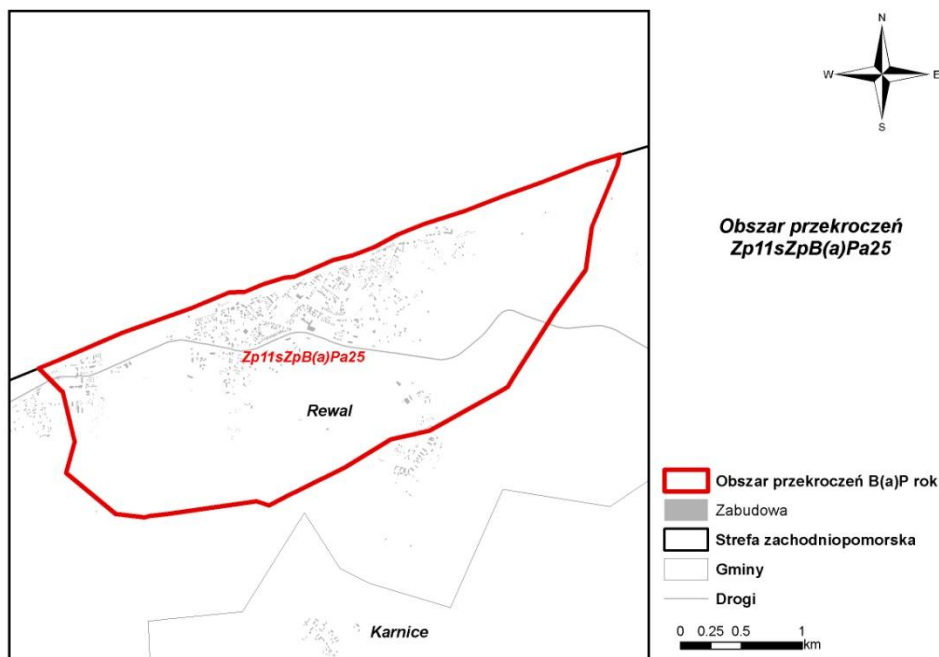 N
W E
S
Obszar przekroczeń
Zp11sZpB(a)Pa25
Zp11sZpB(a)Pa25
Rewal
Karnice
Obszar przekroczeń B(a)P rok
Zabudowa
Strefa zachodniopomorska
Gminy
Drogi
0 0.25 0.5 1
km